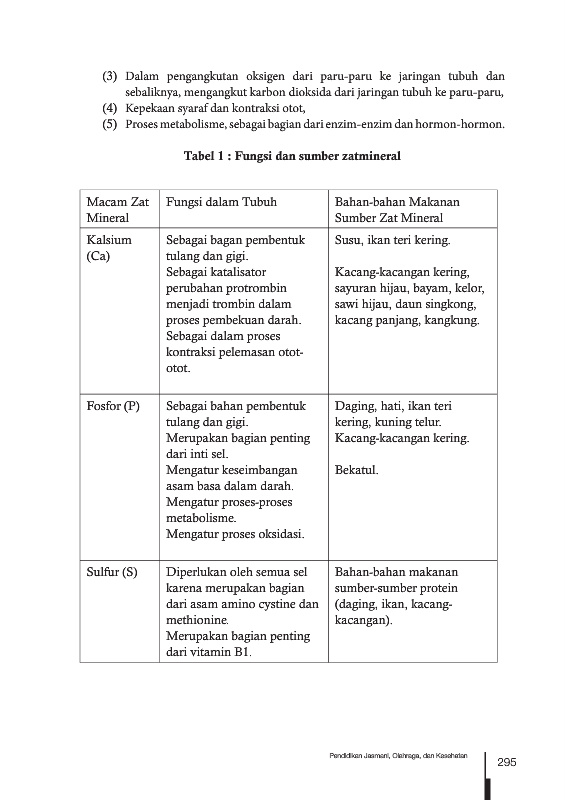 (3) Dalam pengangkutan oksigen dari paru-paru ke jaringan tubuh dan
sebaliknya, mengangkut karbon dioksida dari jaringan tubuh ke paru-paru,
(4) Kepekaan syaraf dan kontraksi otot,
(5) Proses metabolisme, sebagai bagian dari enzim-enzim dan hormon-hormon.
Tabel 1 : Fungsi dan sumber zatmineral
Macam Zat
Mineral
Fungsi dalam Tubuh
Bahan-bahan Makanan
Sumber Zat Mineral
Kalsium
(Ca)
Sebagai bagan pembentuk
tulang dan gigi.
Sebagai katalisator
perubahan protrombin
menjadi trombin dalam
proses pembekuan darah.
Sebagai dalam proses
kontraksi pelemasan otot-
otot.
Susu, ikan teri kering.
Kacang-kacangan kering,
sayuran hijau, bayam, kelor,
sawi hijau, daun singkong,
kacang panjang, kangkung.
Fosfor (P)
Sebagai bahan pembentuk
tulang dan gigi.
Merupakan bagian penting
dari inti sel.
Mengatur keseimbangan
asam basa dalam darah.
Mengatur proses-proses
metabolisme.
Mengatur proses oksidasi.
Daging, hati, ikan teri
kering, kuning telur.
Kacang-kacangan kering.
Bekatul.
Sulfur (S)
Diperlukan oleh semua sel
karena merupakan bagian
dari asam amino cystine dan
methionine.
Merupakan bagian penting
dari vitamin B1.
Bahan-bahan makanan
sumber-sumber protein
(daging, ikan, kacang-
kacangan).
Pendidikan Jasmani, Olahraga, dan Kesehatan
295